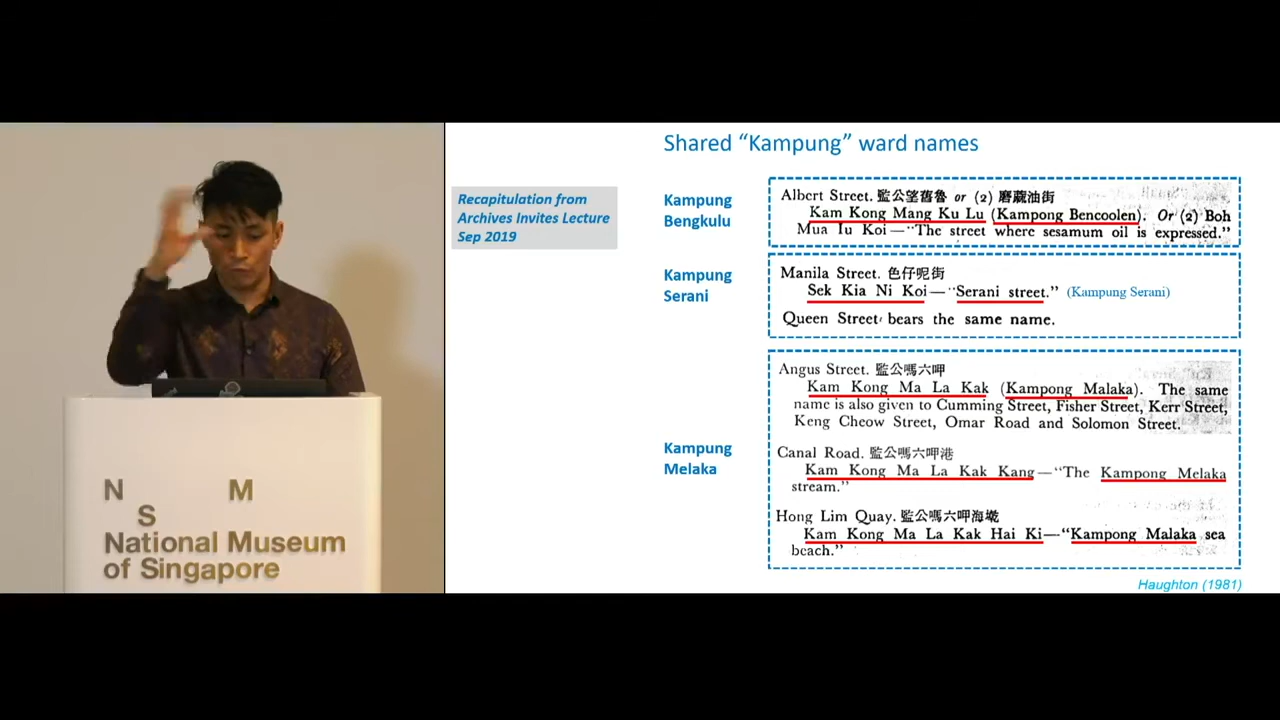 Shared “Kampung” ward names
Recapitulation from
Archives Invites Lecture
Sep 2019
Kampung
Bengkulu
Albert Street. 監公望舊魯 or (2) 磨蔴油街
Kam Kong Mang Ku Lu (Kampong Bencoolen). Or (2) Boh
Mua Iu Koi—“The street where sesamum oil is expressed.”
Kampung
Serani
Manila Street. 色仔呢街
Sek Kia Ni Koi—“Serani street.” (Kampung Serani)
Queen Street bears the same name.
Kampung
Melaka
Angus Street. 監公嗎六呷
Kam Kong Ma La Kak (Kampong Malaka). The same
name is also given to Cumming Street, Fisher Street, Kerr Street,
Keng Cheow Street, Omar Road and Solomon Street.
Canal Road. 監公嗎六呷港
Kam Kong Ma La Kak Kang—“The Kampong Melaka
stream.”
Hong Lim Quay. 監公嗎六呷海墘
Kam Kong Ma La Kak Hai Ki—“Kampong Malaka sea
beach.”
Haughton (1981)
N M
S
National Museum
of Singapore